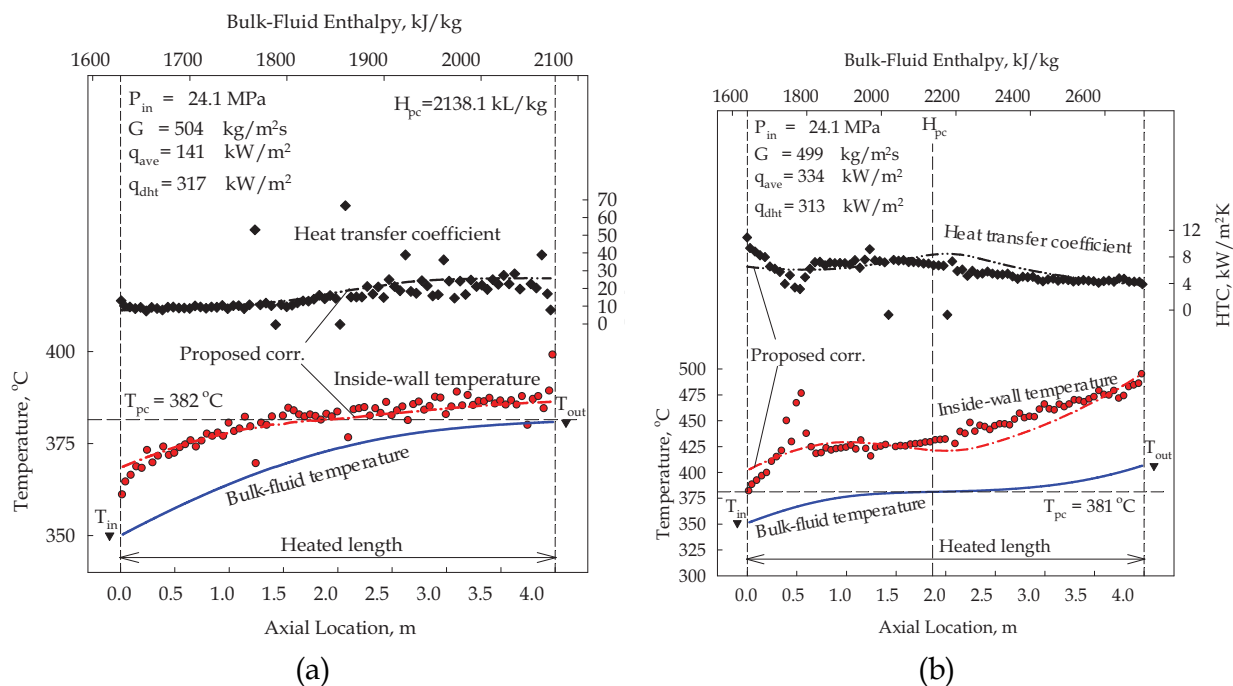 Bulk-Fluid Enthalpy, kJ/kg
1600 1700 1800 1900 2000 2100
P_in = 24.1 MPa
G = 504 kg/m²s
q_ave = 141 kW/m²
q_dht = 317 kW/m²
H_pc=2138.1 kL/kg
70
60
50
40
30
20
10
0
Heat transfer coefficient
Proposed corr.
Inside-wall temperature
T_pc = 382 °C
T_out
Bulk-fluid temperature
T_in
Heated length
400
375
350
Temperature, °C
0.0 0.5 1.0 1.5 2.0 2.5 3.0 3.5 4.0
Axial Location, m
(a)
Bulk-Fluid Enthalpy, kJ/kg
1600 1800 2000 2200 2400 2600
H_pc
P_in = 24.1 MPa
G = 499 kg/m²s
q_ave = 334 kW/m²
q_dht = 313 kW/m²
12
8
4
0
HTC, kW/m²K
Heat transfer coefficient
Proposed corr.
Inside-wall temperature
T_out
T_in
T_pc = 381 °C
Bulk-fluid temperature
Heated length
500
450
425
400
375
350
325
300
Temperature, °C
0.0 0.5 1.0 1.5 2.0 2.5 3.0 3.5 4.0
Axial Location, m
(b)